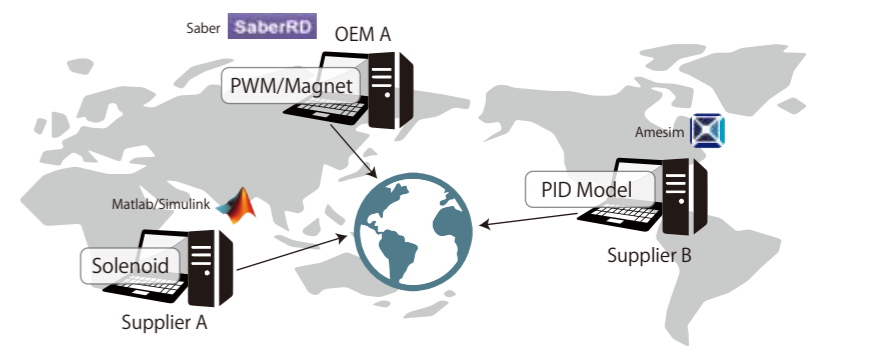 Saber SaberRD
OEM A
PWM/Magnet
Amesim
PID Model
Supplier B
Matlab/Simulink
Solenoid
Supplier A